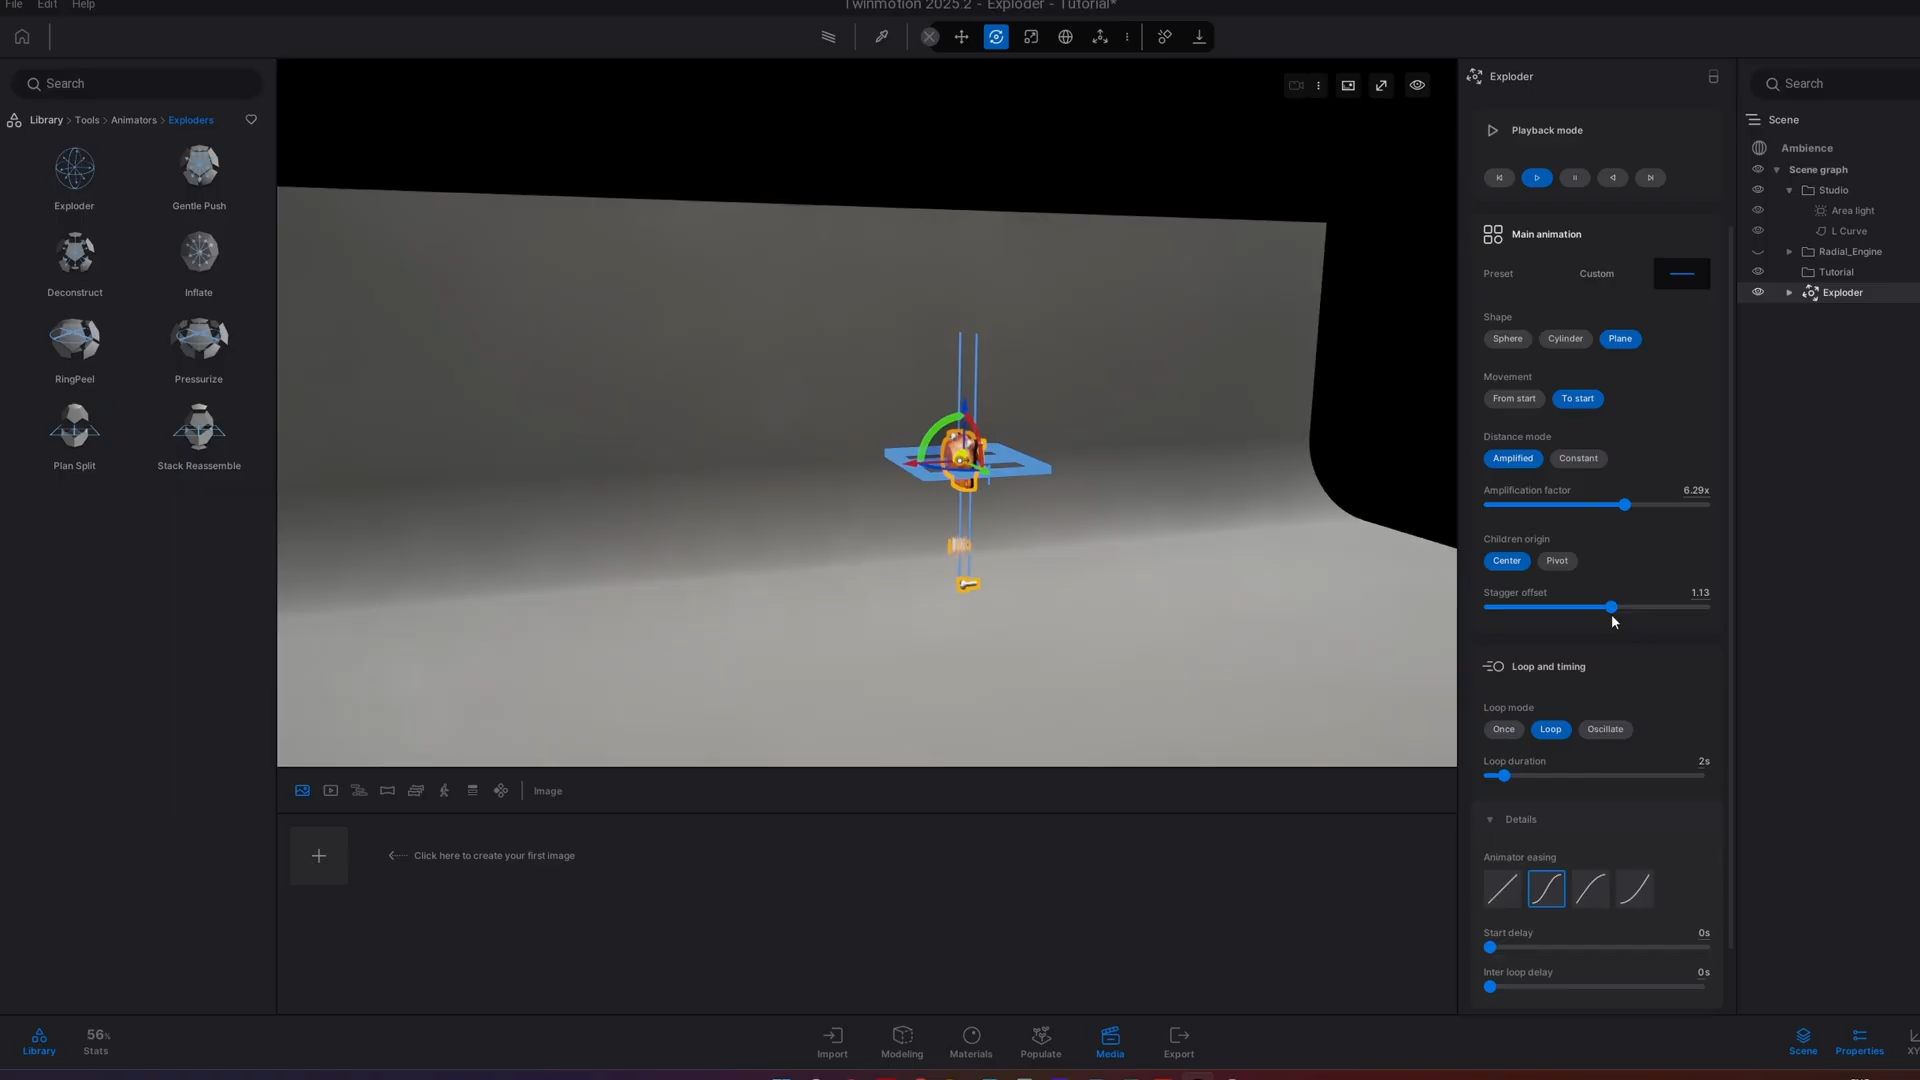 Twinmotion 2025.2 - Exploder - Tutorial*
File Edit Help
Search
Library > Tools > Animators > Exploders
Exploder
Gentle Push
Deconstruct
Inflate
RingPeel
Pressurize
Plan Split
Stack Reassemble
Image
Click here to create your first image
Exploder
Playback mode
Main animation
Preset Custom
Shape
Sphere Cylinder Plane
Movement
From start To start
Distance mode
Amplified Constant
Amplification factor 6.29x
Children origin
Center Pivot
Stagger offset 1.13
Loop and timing
Loop mode
Once Loop Oscillate
Loop duration 2s
Details
Animator easing
Start delay 0s
Inter loop delay 0s
Search
Scene
Ambience
Scene graph
Studio
Area light
L Curve
Radial_Engine
Tutorial
Exploder
Library
56%
Stats
Import
Modeling
Materials
Populate
Media
Export
Scene
Properties